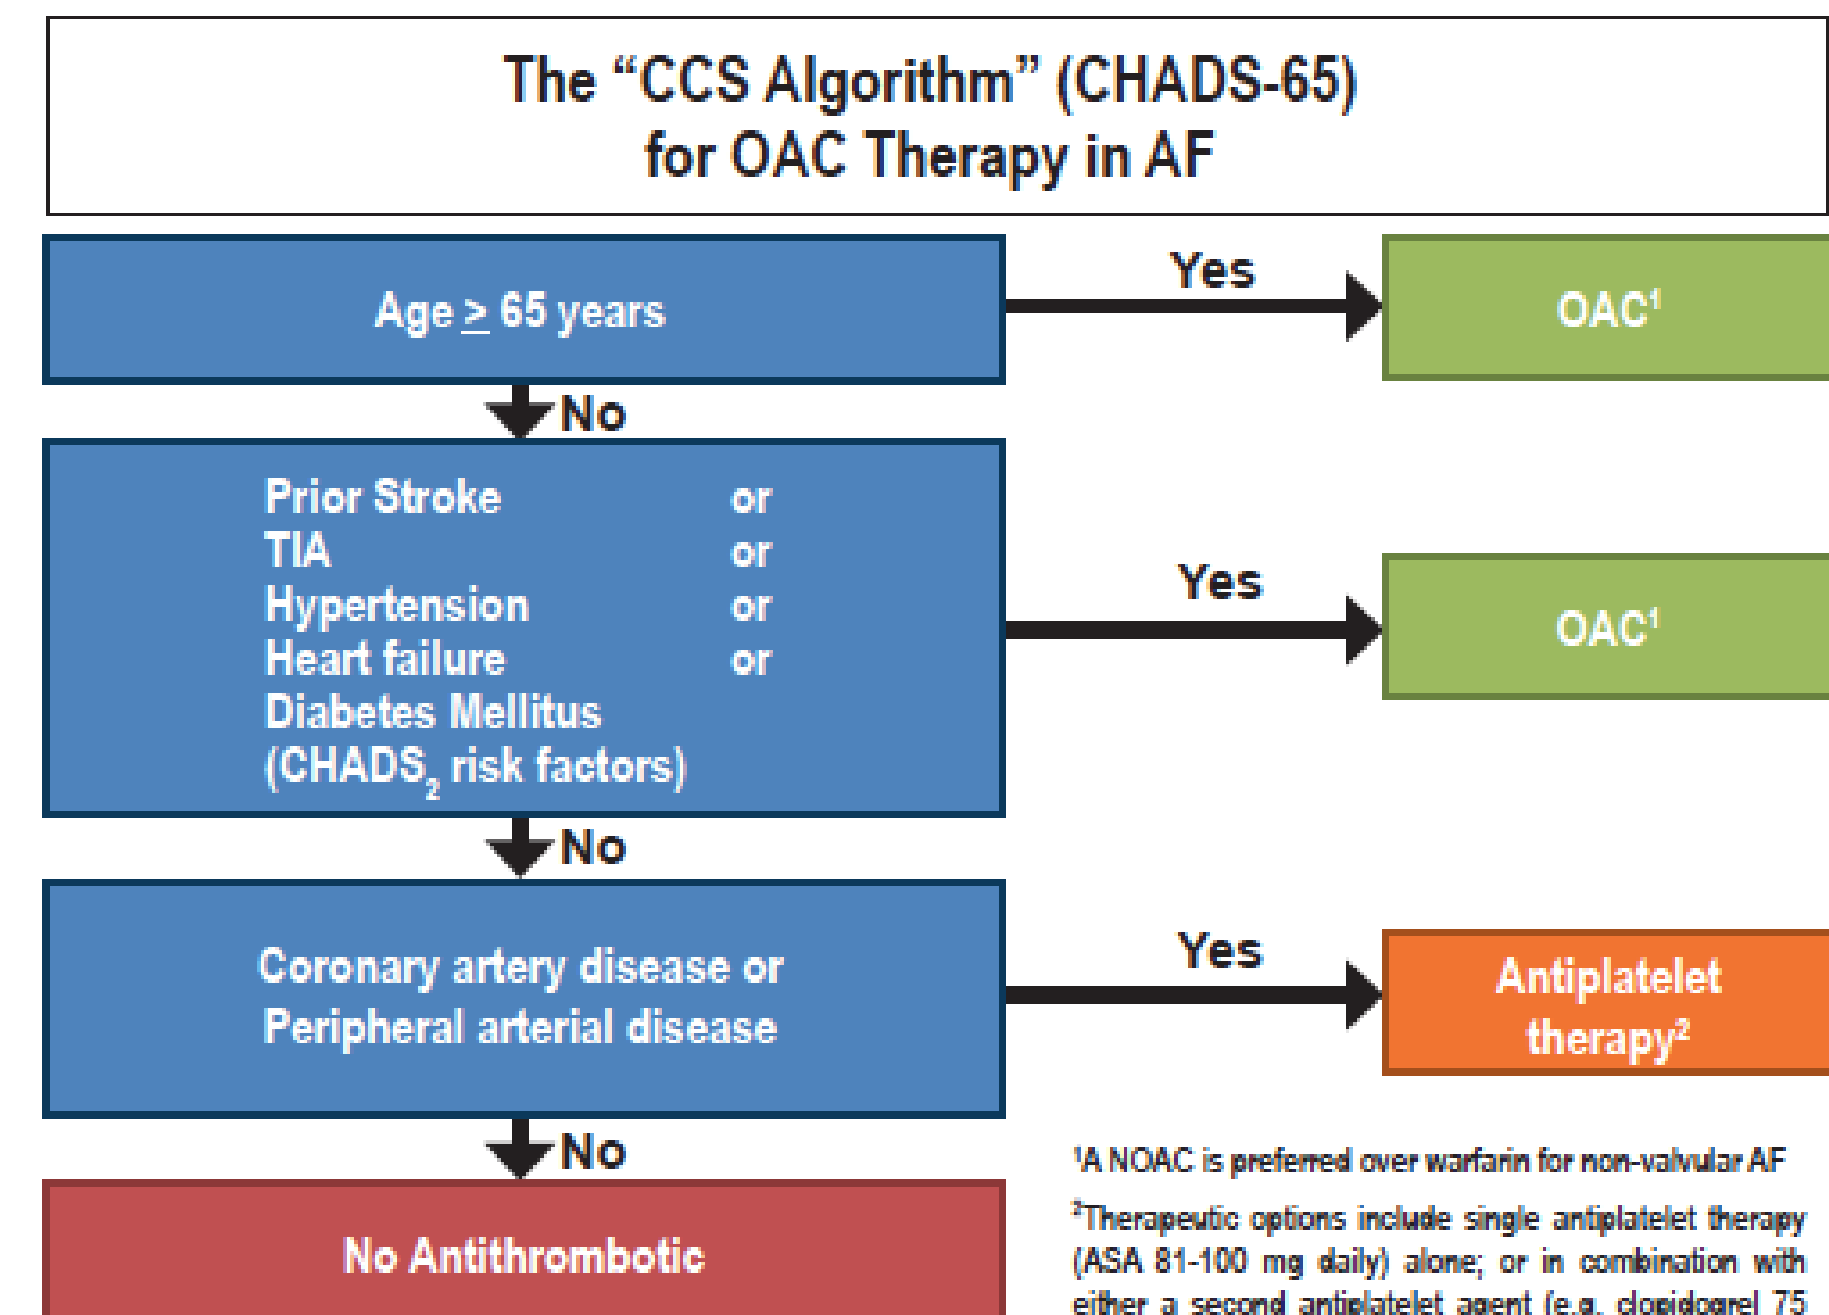 The “CCS Algorithm” (CHADS-65)
for OAC Therapy in AF
Age ≥ 65 years
Yes
OAC¹
No
Prior Stroke or
TIA or
Hypertension or
Heart failure or
Diabetes Mellitus
(CHADS₂ risk factors)
Yes
OAC¹
No
Coronary artery disease or
Peripheral arterial disease
Yes
Antiplatelet
therapy²
No
No Antithrombotic
¹A NOAC is preferred over warfarin for non-valvular AF
²Therapeutic options include single antiplatelet therapy
(ASA 81-100 mg daily) alone; or in combination with
either a second antiplatelet agent (e.g. clopidogrel 75